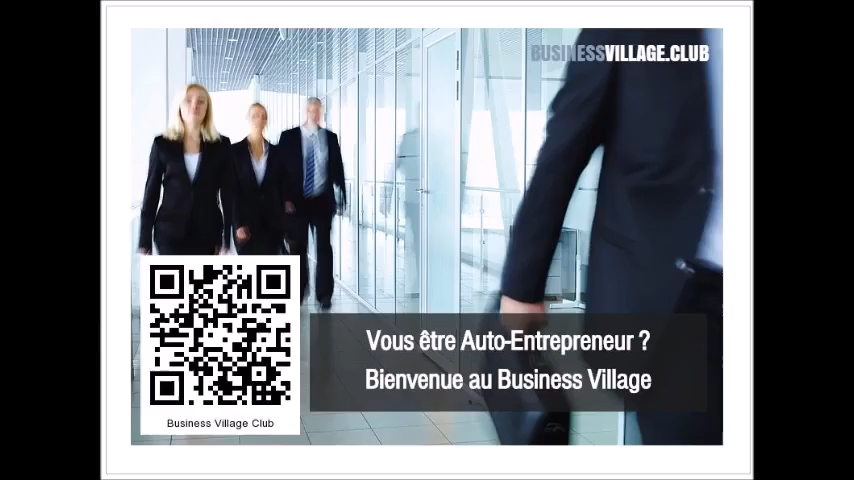 BUSINESSVILLAGE.CLUB
Vous être Auto-Entrepreneur ?
Bienvenue au Business Village
Business Village Club